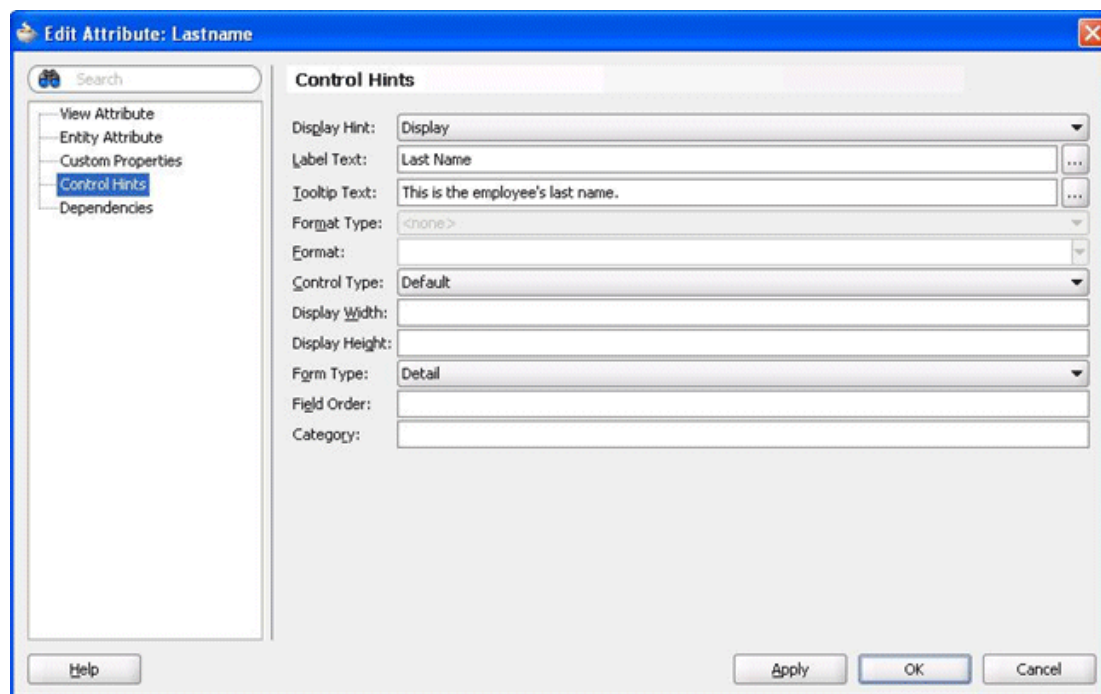 Edit Attribute: Lastname
Search
View Attribute
Entity Attribute
Custom Properties
Control Hints
Dependencies
Control Hints
Display Hint: Display
Label Text: Last Name ...
Tooltip Text: This is the employee's last name. ...
Format Type: <none>
Format:
Control Type: Default
Display Width:
Display Height:
Form Type: Detail
Field Order:
Category:
Help Apply OK Cancel